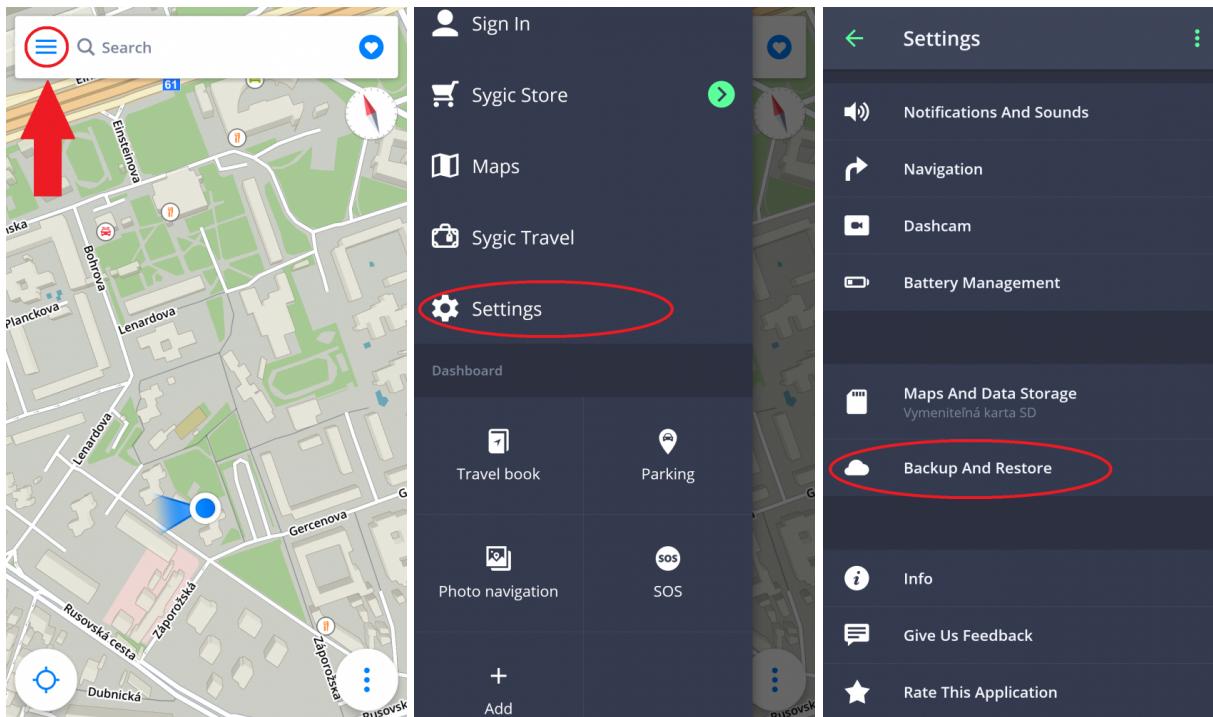 Search
61
Einsteinova
Bohrova
Planckova
Lenardova
Lenardova
Gercenova
Záporožská
Rusovská cesta
Záporožská
Dubnická
Sign In
Sygic Store
Maps
Sygic Travel
Settings
Dashboard
Travel book
Parking
Photo navigation
SOS
SOS
Add
Settings
Notifications And Sounds
Navigation
Dashcam
Battery Management
Maps And Data Storage
Vymeniteľná karta SD
Backup And Restore
Info
Give Us Feedback
Rate This Application